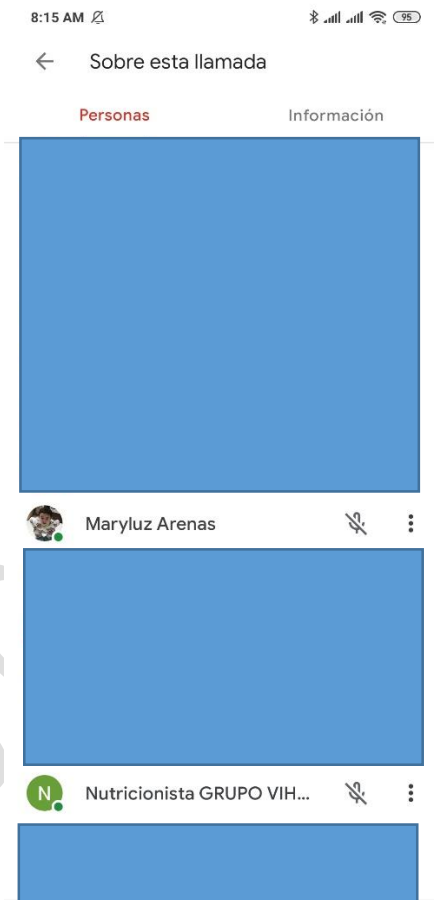 8:15 AM 95
Sobre esta llamada
Personas Información
Maryluz Arenas
N Nutricionista GRUPO VIH...